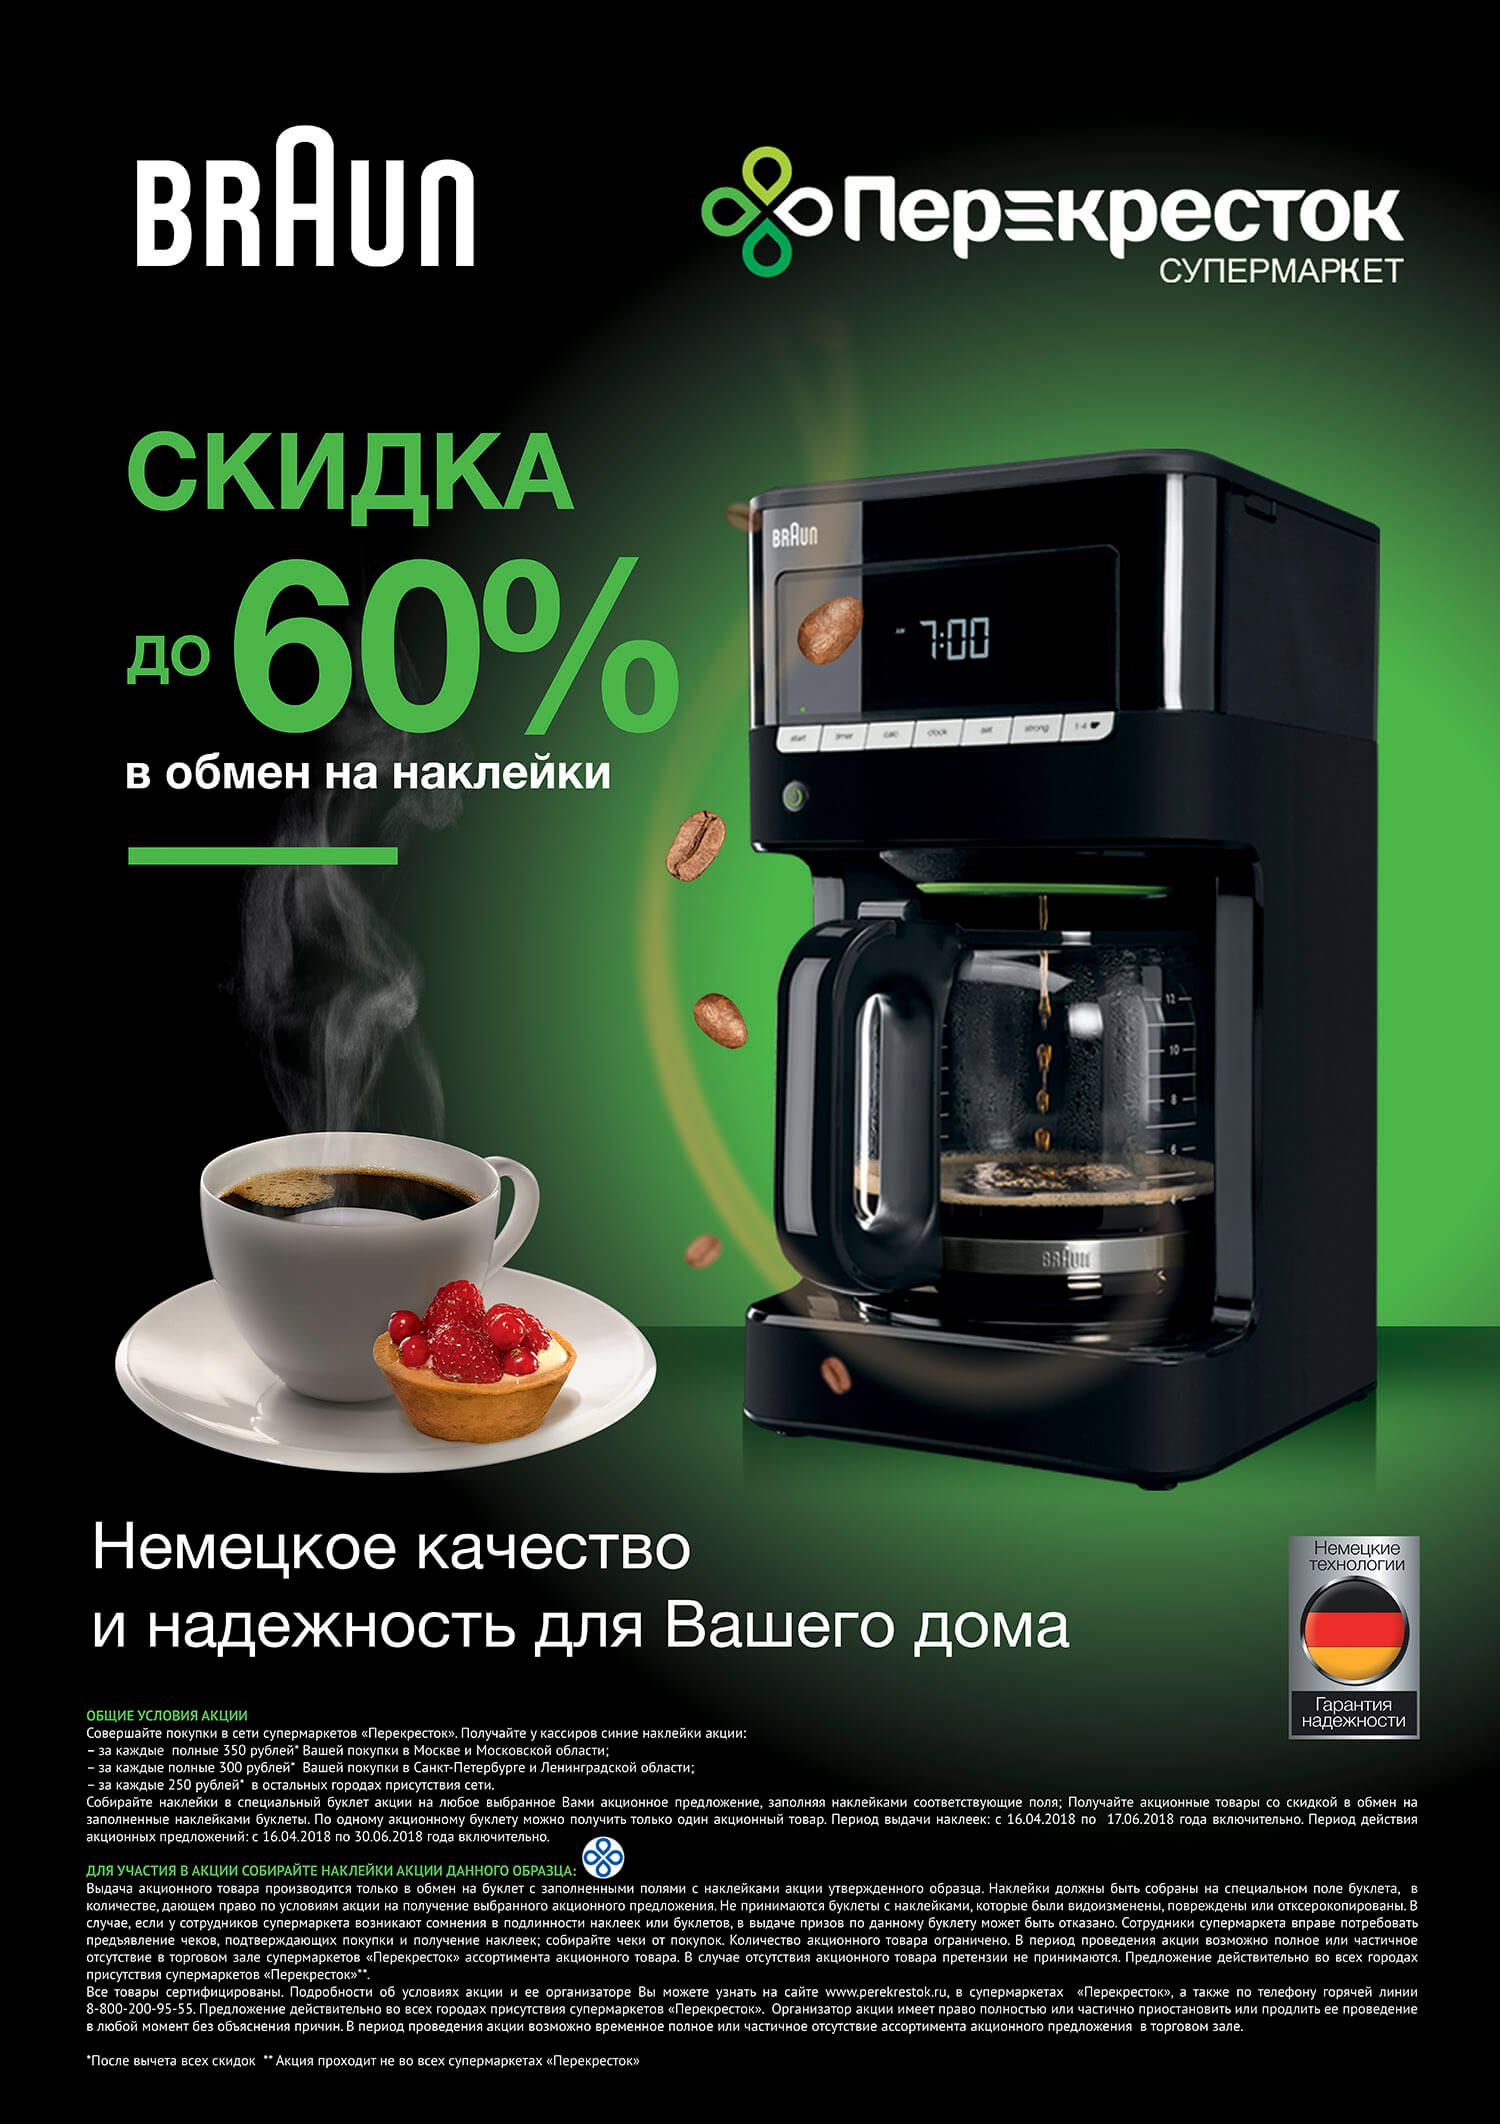 BRAUN
Перекресток
СУПЕРМАРКЕТ
СКИДКА
до 60%
в обмен на наклейки
BRAUN
7:00
start timer calc clock set strong 1-4
12
10
8
6
4
BRAUN
Немецкое качество
и надежность для Вашего дома
Немецкие
технологии
Гарантия
надежности
ОБЩИЕ УСЛОВИЯ АКЦИИ
Совершайте покупки в сети супермаркетов «Перекресток». Получайте у кассиров синие наклейки акции:
– за каждые полные 350 рублей* Вашей покупки в Москве и Московской области;
– за каждые полные 300 рублей* Вашей покупки в Санкт-Петербурге и Ленинградской области;
– за каждые 250 рублей* в остальных городах присутствия сети.
Собирайте наклейки в специальный буклет акции на любое выбранное Вами акционное предложение, заполняя наклейками соответствующие поля; Получайте акционные товары со скидкой в обмен на
заполненные наклейками буклеты. По одному акционному буклету можно получить только один акционный товар. Период выдачи наклеек: с 16.04.2018 по 17.06.2018 года включительно. Период действия
акционных предложений: с 16.04.2018 по 30.06.2018 года включительно.
ДЛЯ УЧАСТИЯ В АКЦИИ СОБИРАЙТЕ НАКЛЕЙКИ АКЦИИ ДАННОГО ОБРАЗЦА:
Выдача акционного товара производится только в обмен на буклет с заполненными полями с наклейками акции утвержденного образца. Наклейки должны быть собраны на специальном поле буклета, в
количестве, дающем право по условиям акции на получение выбранного акционного предложения. Не принимаются буклеты с наклейками, которые были видоизменены, повреждены или отксерокопированы. В
случае, если у сотрудников супермаркета возникают сомнения в подлинности наклеек или буклетов, в выдаче призов по данному буклету может быть отказано. Сотрудники супермаркета вправе потребовать
предъявление чеков, подтверждающих покупки и получение наклеек; собирайте чеки от покупок. Количество акционного товара ограничено. В период проведения акции возможно полное или частичное
отсутствие в торговом зале супермаркетов «Перекресток» ассортимента акционного товара. В случае отсутствия акционного товара претензии не принимаются. Предложение действительно во всех городах
присутствия супермаркетов «Перекресток»**.
Все товары сертифицированы. Подробности об условиях акции и ее организаторе Вы можете узнать на сайте www.perekrestok.ru, в супермаркетах «Перекресток», а также по телефону горячей линии
8-800-200-95-55. Предложение действительно во всех городах присутствия супермаркетов «Перекресток». Организатор акции имеет право полностью или частично приостановить или продлить ее проведение
в любой момент без объяснения причин. В период проведения акции возможно временное полное или частичное отсутствие ассортимента акционного предложения в торговом зале.
*После вычета всех скидок ** Акция проходит не во всех супермаркетах «Перекресток»